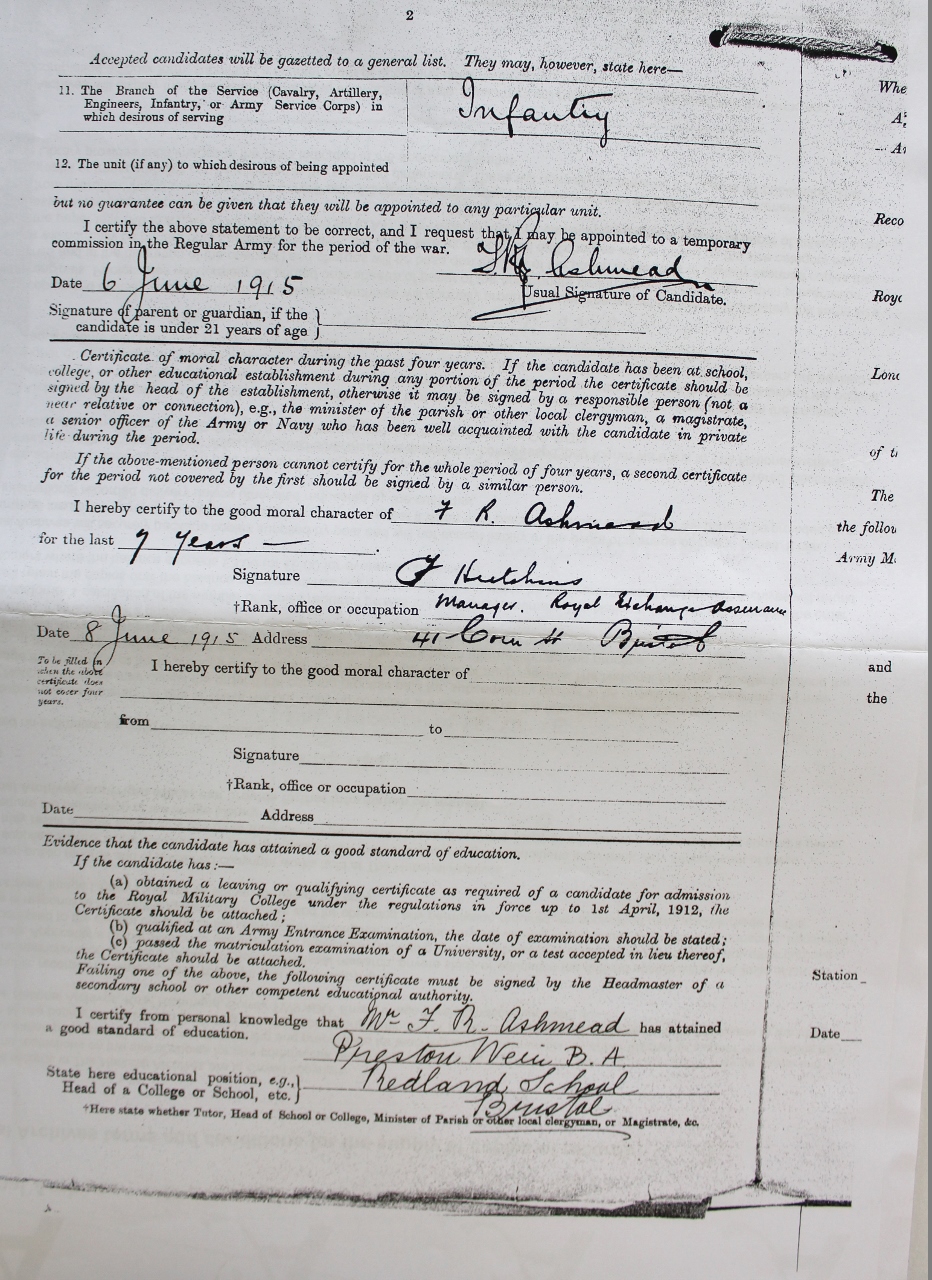 2
Accepted candidates will be gazetted to a general list. They may, however, state here—
11. The Branch of the Service (Cavalry, Artillery,
Engineers, Infantry, or Army Service Corps) in
which desirous of serving
Infantry
12. The unit (if any) to which desirous of being appointed
but no guarantee can be given that they will be appointed to any particular unit.
I certify the above statement to be correct, and I request that I may be appointed to a temporary
commission in the Regular Army for the period of the war.
Ashmead
Date 6 June 1915
Usual Signature of Candidate.
Signature of parent or guardian, if the
candidate is under 21 years of age
Certificate of moral character during the past four years. If the candidate has been at school,
college, or other educational establishment during any portion of the period the certificate should be
signed by the head of the establishment, otherwise it may be signed by a responsible person (not a
near relative or connection), e.g., the minister of the parish or other local clergyman, a magistrate,
a senior officer of the Army or Navy who has been well acquainted with the candidate in private
life during the period.
If the above-mentioned person cannot certify for the whole period of four years, a second certificate
for the period not covered by the first should be signed by a similar person.
I hereby certify to the good moral character of F R. Ashmead
for the last 7 Years — .
Signature F Hutchins
†Rank, office or occupation Manager. Royal Exchange Assurance
Date 8 June 1915 Address 41 Corn St Bristol
To be filled in
when the above
certificate does
not cover four
years.
I hereby certify to the good moral character of
from to
Signature
†Rank, office or occupation
Date Address
Evidence that the candidate has attained a good standard of education.
If the candidate has:—
(a) obtained a leaving or qualifying certificate as required of a candidate for admission
to the Royal Military College under the regulations in force up to 1st April, 1912, the
Certificate should be attached;
(b) qualified at an Army Entrance Examination, the date of examination should be stated;
(c) passed the matriculation examination of a University, or a test accepted in lieu thereof,
the Certificate should be attached.
Failing one of the above, the following certificate must be signed by the Headmaster of a
secondary school or other competent educational authority.
I certify from personal knowledge that Mr F. R. Ashmead has attained
a good standard of education.
Preston Weir B.A
State here educational position, e.g.,
Head of a College or School, etc.
Redland School
Bristol
†Here state whether Tutor, Head of School or College, Minister of Parish or other local clergyman, or Magistrate, &c.
Whe
A
Ar
Reco
Roya
Lond
of t
The
the follow
Army M
and
the
Station
Date